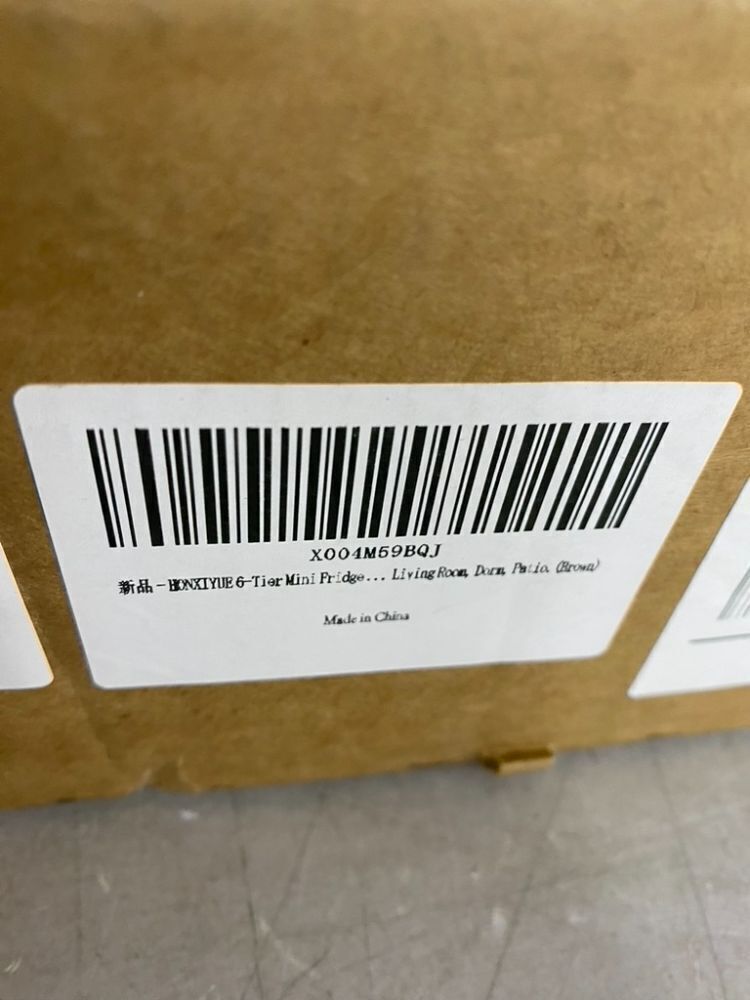 X004M59BQJ
新品 - HONXIYUE 6-Tier Mini Fridge... Living Room, Dorm, Patio, (Brown)
Made in China